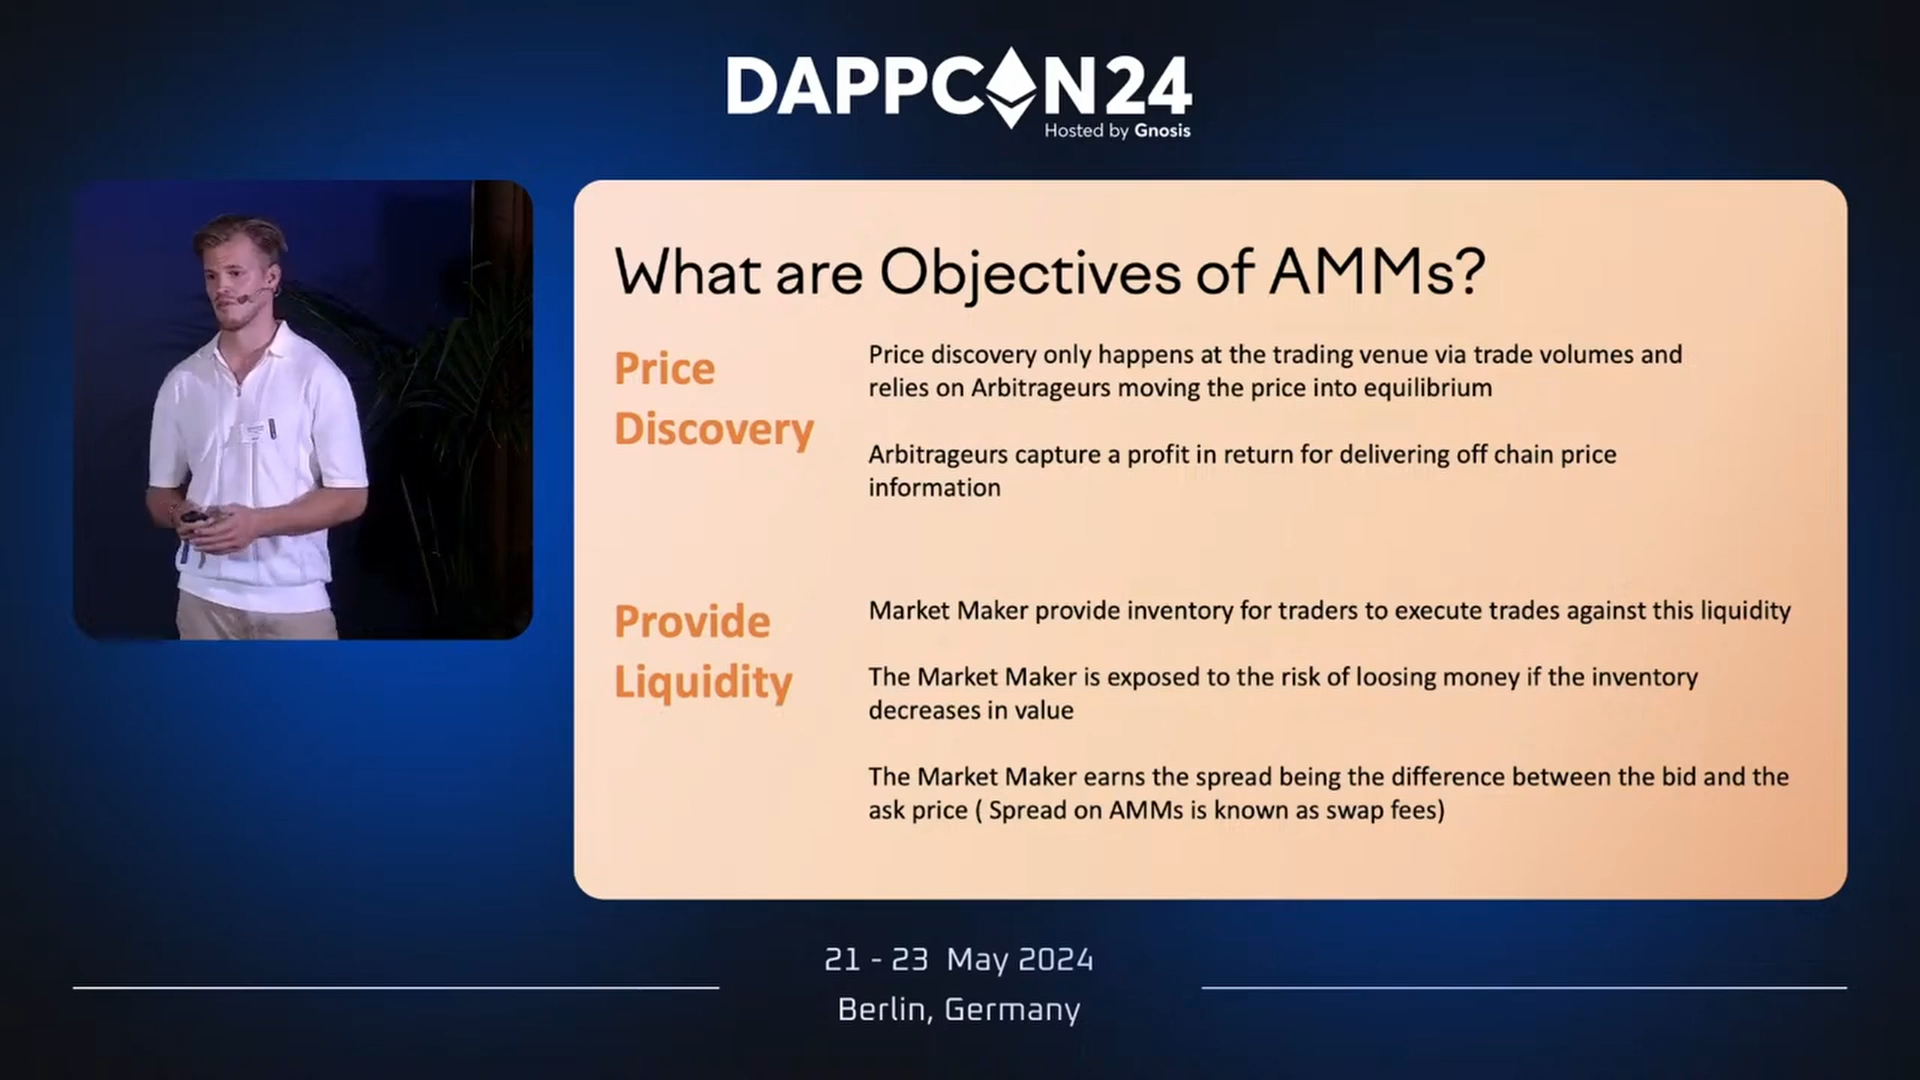 DAPPCON24
Hosted by Gnosis
What are Objectives of AMMs?
Price
Discovery
Price discovery only happens at the trading venue via trade volumes and
relies on Arbitrageurs moving the price into equilibrium
Arbitrageurs capture a profit in return for delivering off chain price
information
Provide
Liquidity
Market Maker provide inventory for traders to execute trades against this liquidity
The Market Maker is exposed to the risk of loosing money if the inventory
decreases in value
The Market Maker earns the spread being the difference between the bid and the
ask price ( Spread on AMMs is known as swap fees)
21 - 23 May 2024
Berlin, Germany